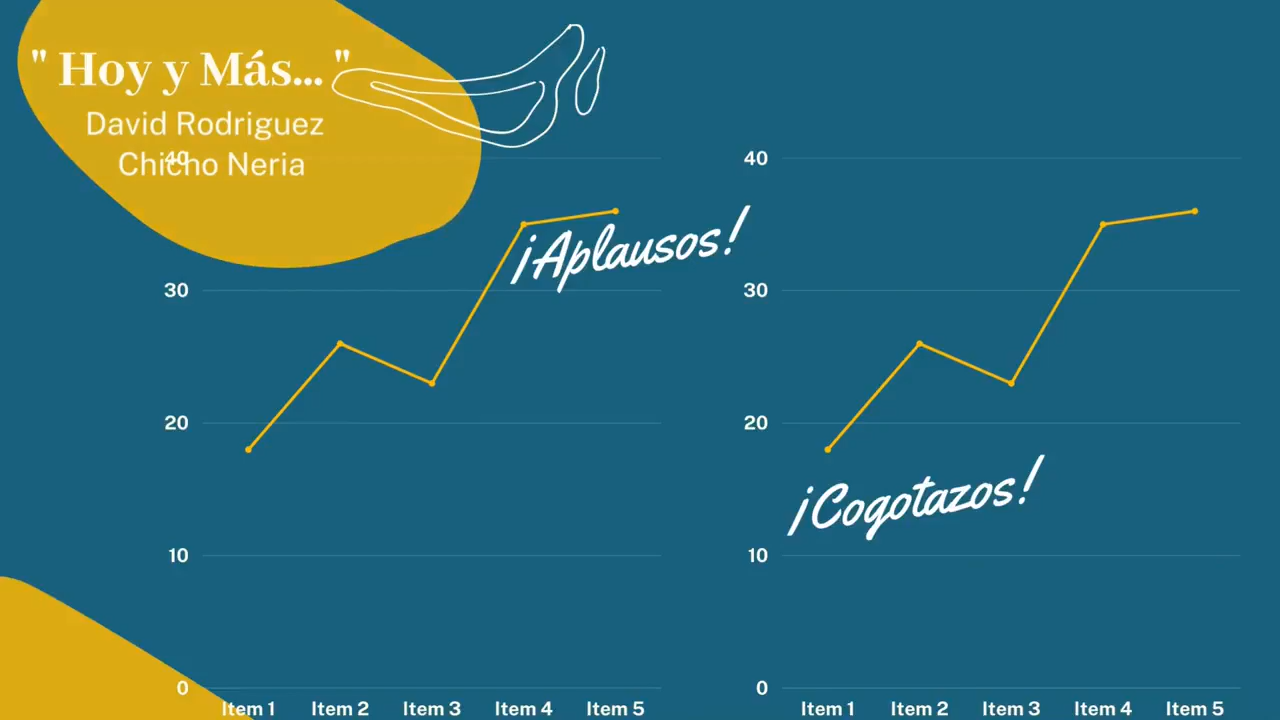 " Hoy y Más... "
David Rodriguez
Chicho Neria
40
30
20
10
0
Item 1 Item 2 Item 3 Item 4 Item 5
¡Aplausos!
40
30
20
10
0
Item 1 Item 2 Item 3 Item 4 Item 5
¡Cogotazos!